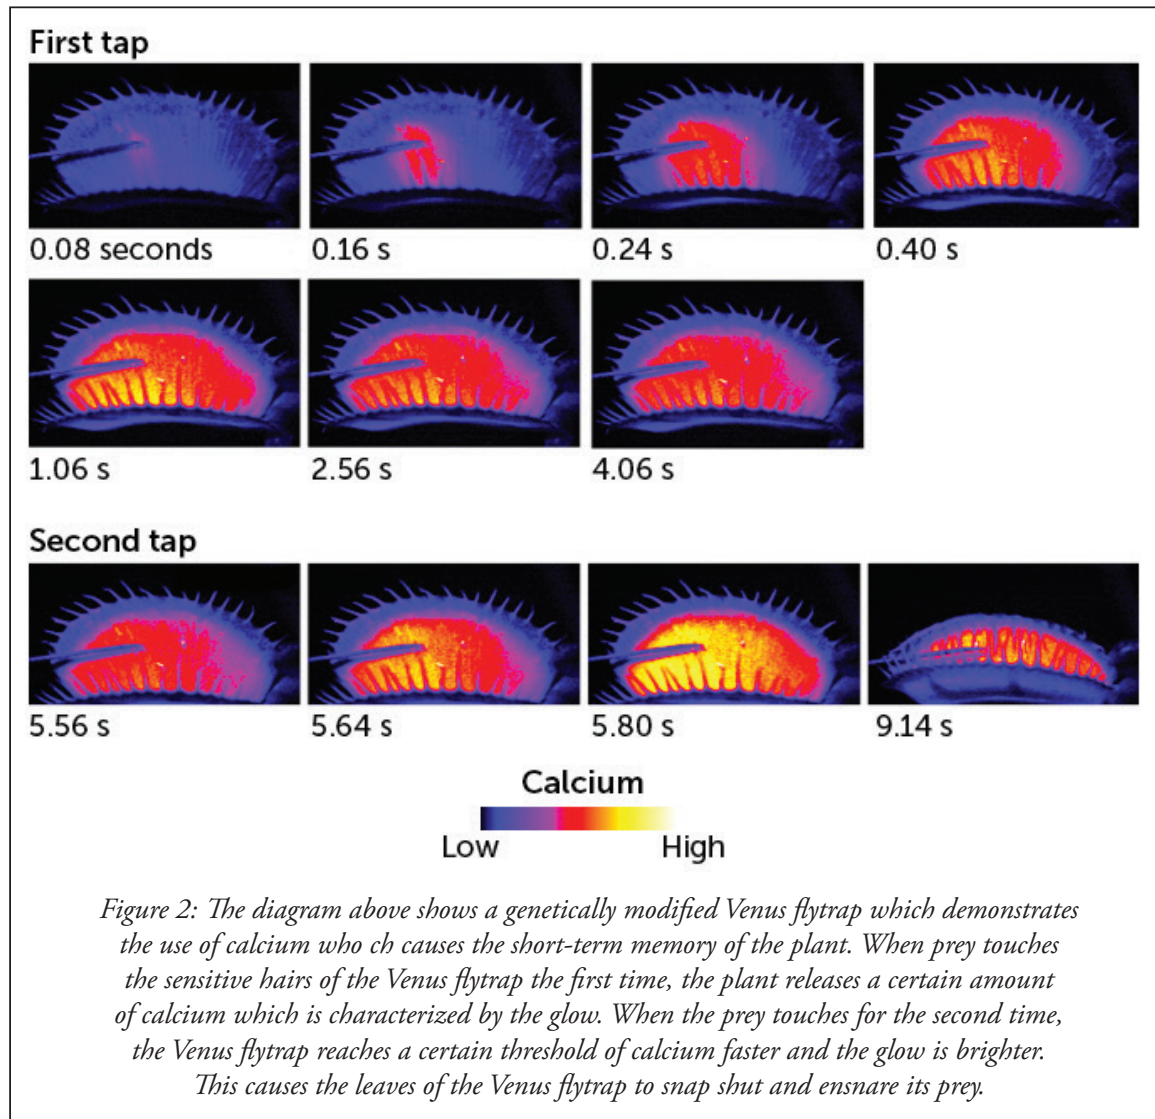 First tap
0.08 seconds
0.16 s
0.24 s
0.40 s
1.06 s
2.56 s
4.06 s
Second tap
5.56 s
5.64 s
5.80 s
9.14 s
Calcium
Low
High
Figure 2: The diagram above shows a genetically modified Venus flytrap which demonstrates
the use of calcium who ch causes the short-term memory of the plant. When prey touches
the sensitive hairs of the Venus flytrap the first time, the plant releases a certain amount
of calcium which is characterized by the glow. When the prey touches for the second time,
the Venus flytrap reaches a certain threshold of calcium faster and the glow is brighter.
This causes the leaves of the Venus flytrap to snap shut and ensnare its prey.